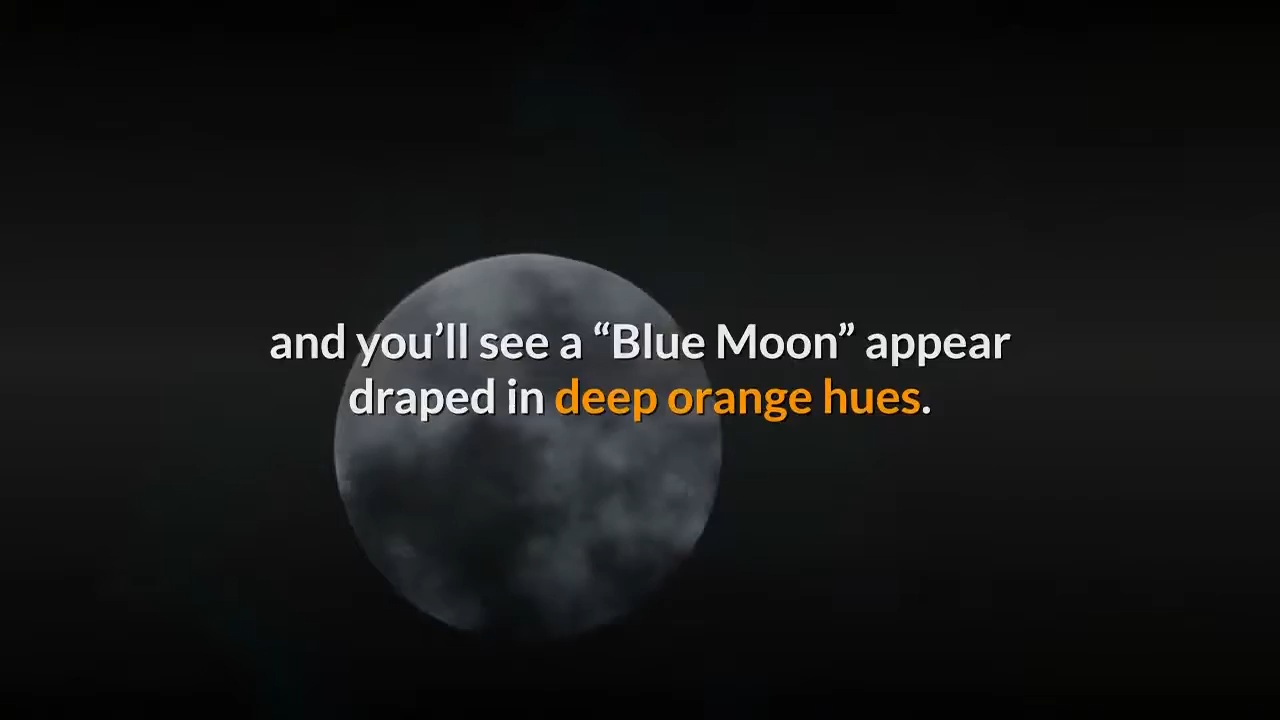 and you’ll see a “Blue Moon” appear
draped in deep orange hues.